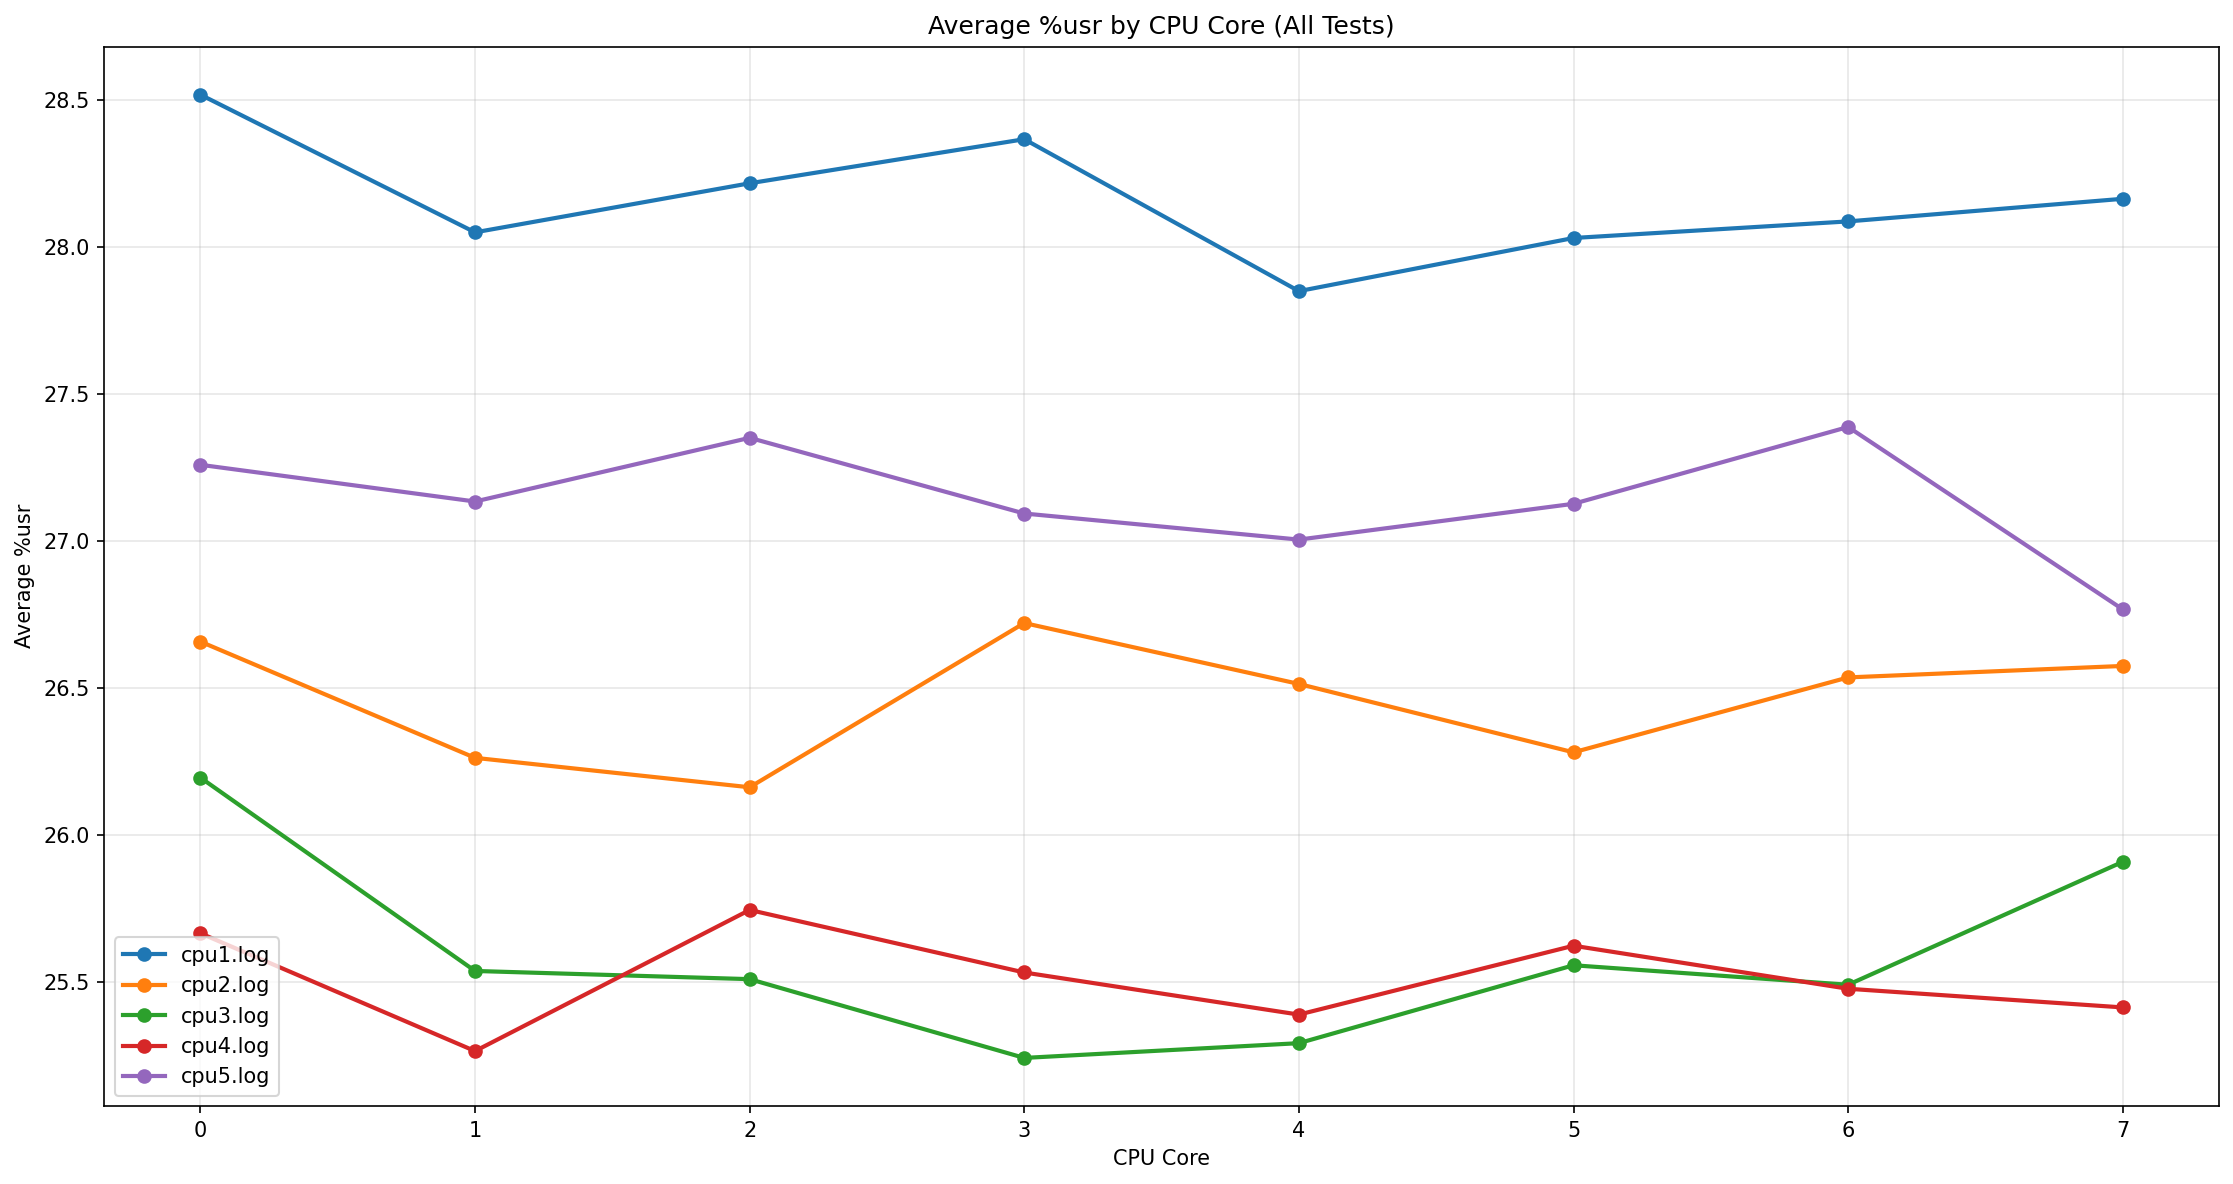 Average %usr by CPU Core (All Tests)
Average %usr
28.5
28.0
27.5
27.0
26.5
26.0
25.5
cpu1.log
cpu2.log
cpu3.log
cpu4.log
cpu5.log
0 1 2 3 4 5 6 7
CPU Core